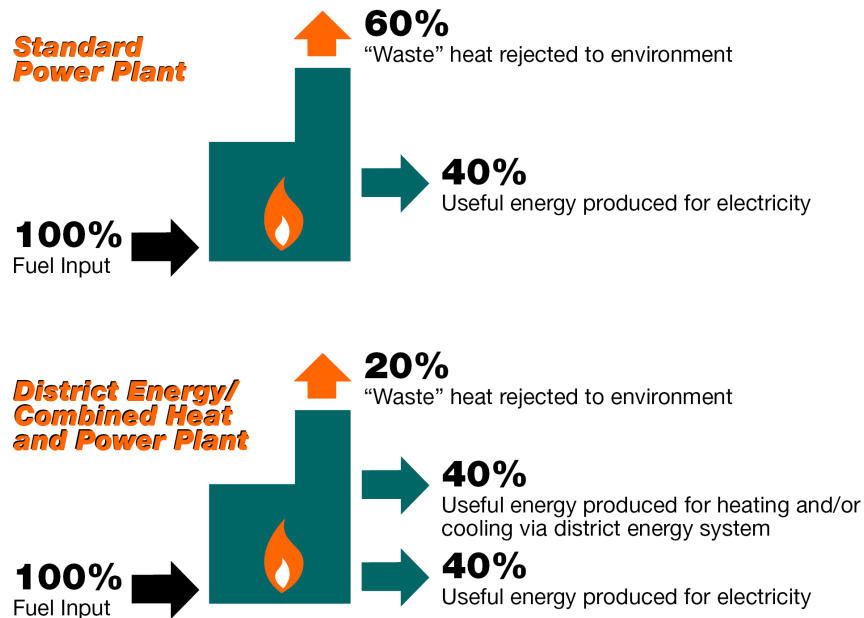 Standard
Power Plant
60%
“Waste” heat rejected to environment
40%
Useful energy produced for electricity
100%
Fuel Input
District Energy/
Combined Heat
and Power Plant
20%
“Waste” heat rejected to environment
40%
Useful energy produced for heating and/or
cooling via district energy system
40%
Useful energy produced for electricity
100%
Fuel Input